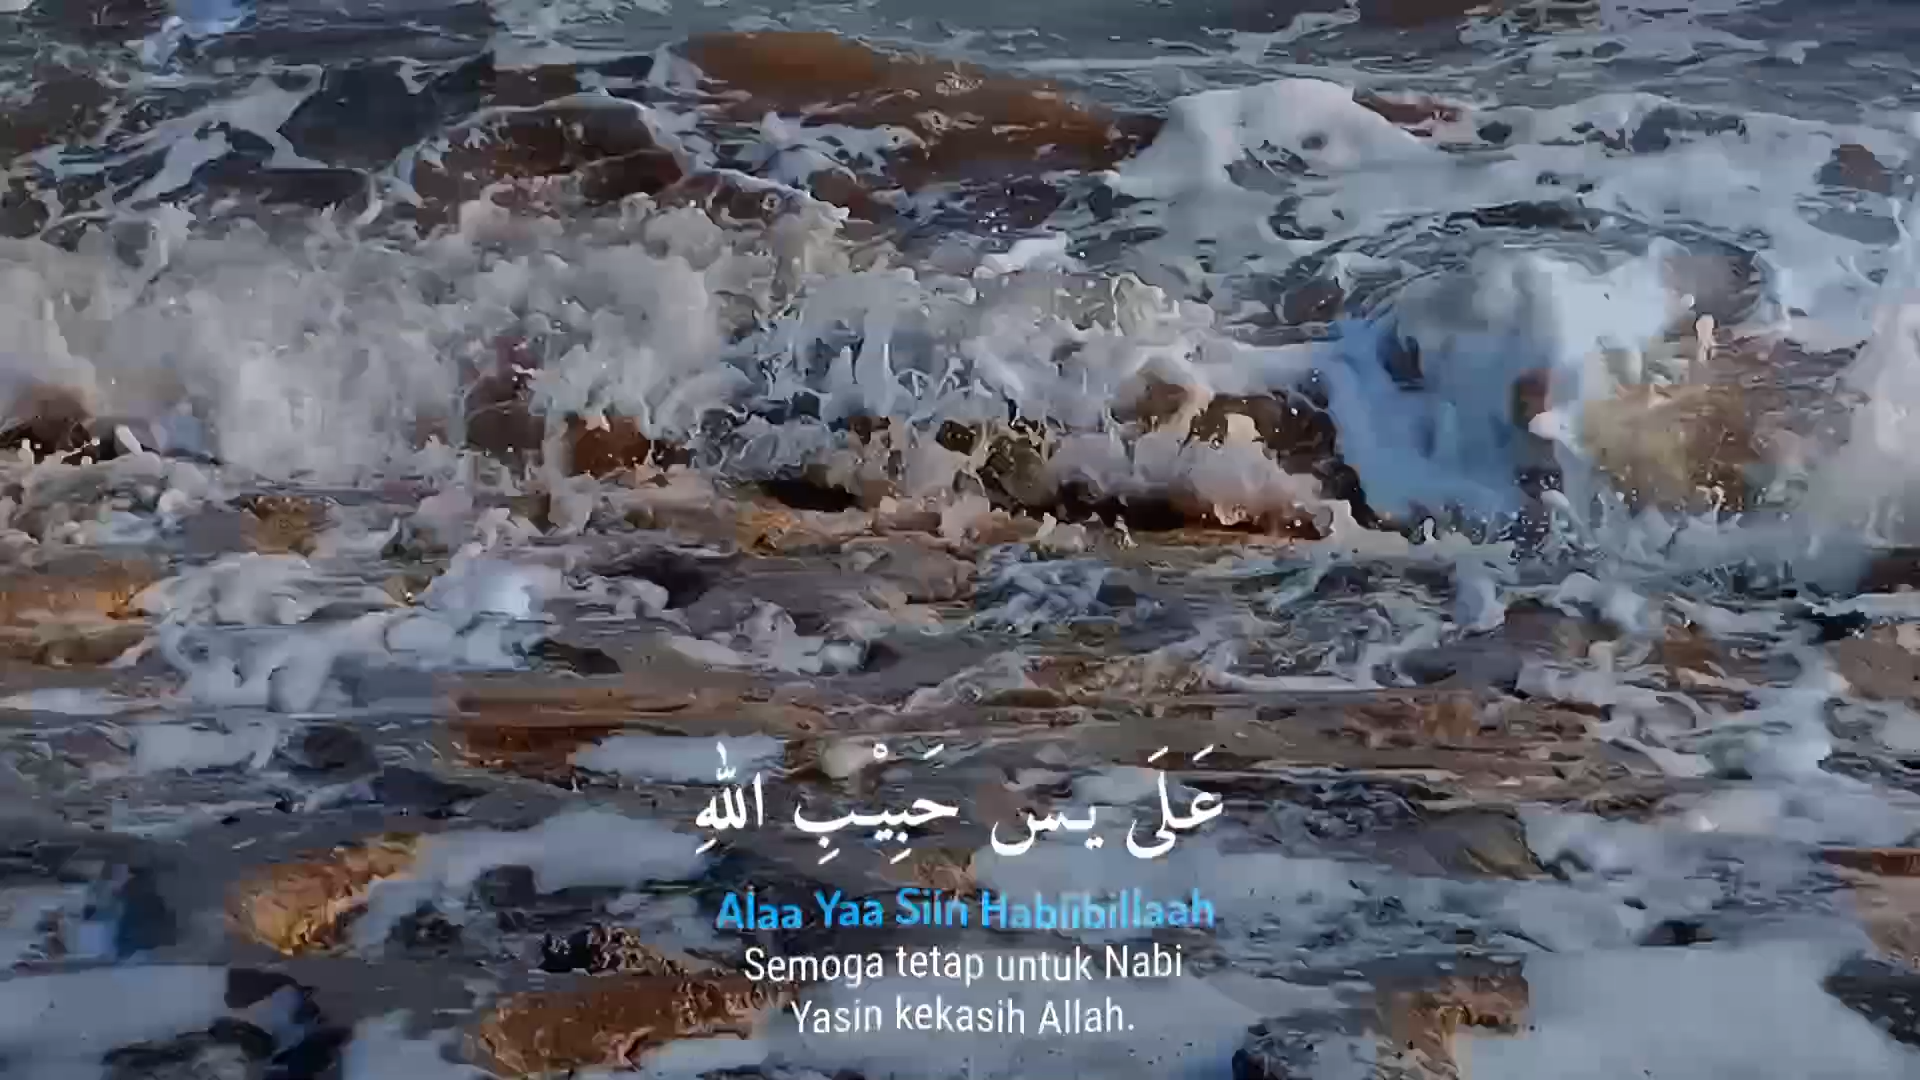 عَلَى يس حَبِيْبِ اللّٰهِ
Alaa Yaa Siin Habiibillaah
Semoga tetap untuk Nabi
Yasin kekasih Allah.